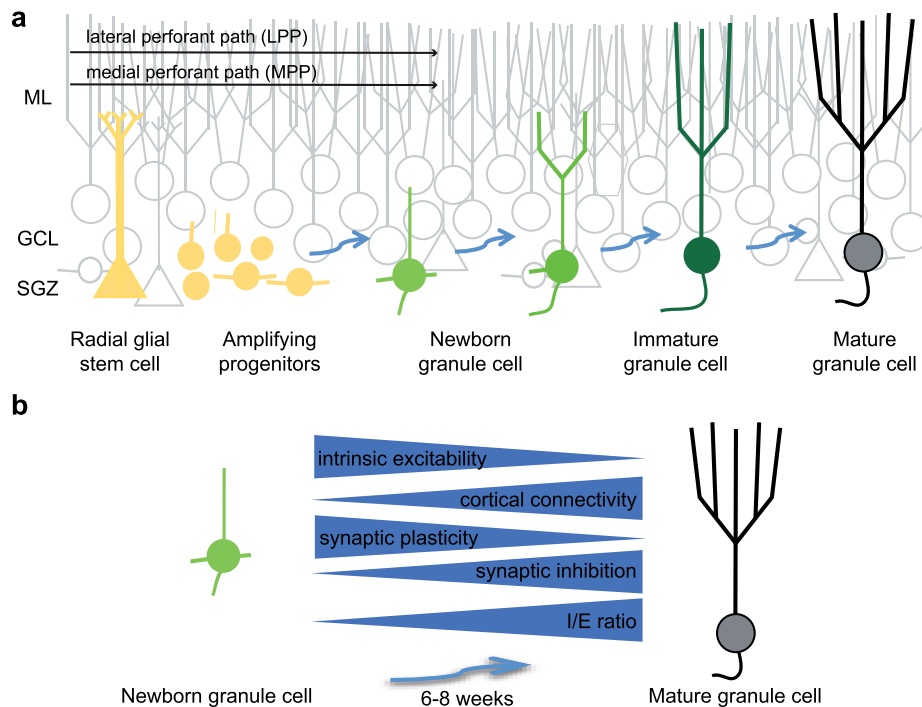 a
lateral perforant path (LPP)
medial perforant path (MPP)
ML
GCL
SGZ
Radial glial
stem cell
Amplifying
progenitors
Newborn
granule cell
Immature
granule cell
Mature
granule cell
b
intrinsic excitability
cortical connectivity
synaptic plasticity
synaptic inhibition
I/E ratio
Newborn granule cell
6-8 weeks
Mature granule cell